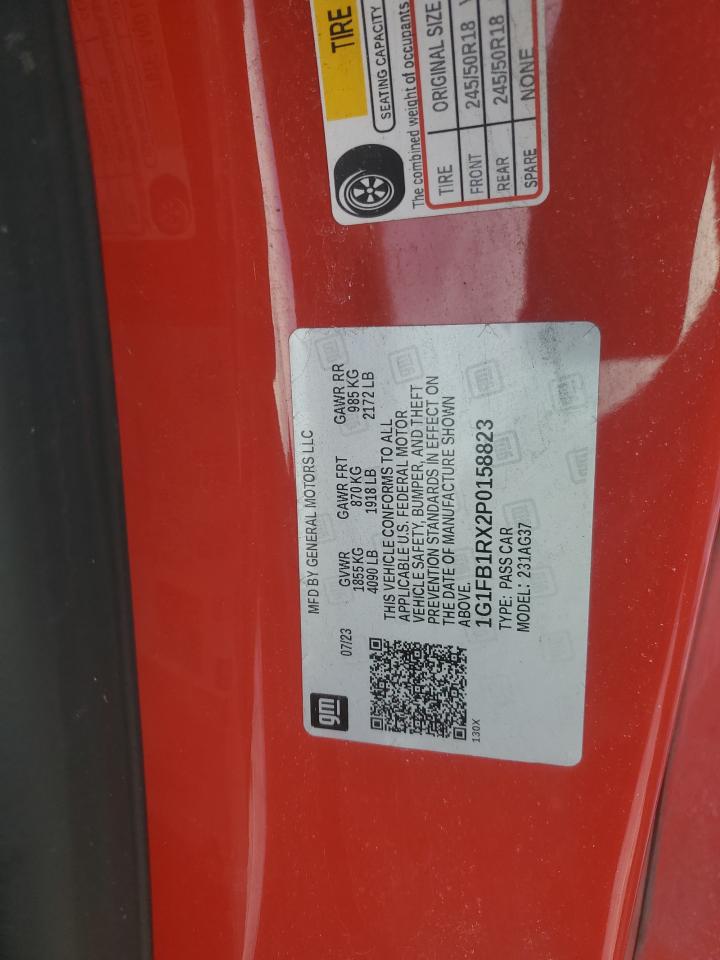 TIRE
SEATING CAPACITY
The combined weight of occupants
TIRE ORIGINAL SIZE
FRONT 245/50R18
REAR 245/50R18
SPARE NONE
MFD BY GENERAL MOTORS LLC
gm
07/23 GVWR GAWR FRT GAWR RR
1855 KG 870 KG 985 KG
4090 LB 1918 LB 2172 LB
THIS VEHICLE CONFORMS TO ALL
APPLICABLE U.S. FEDERAL MOTOR
VEHICLE SAFETY, BUMPER, AND THEFT
PREVENTION STANDARDS IN EFFECT ON
THE DATE OF MANUFACTURE SHOWN
ABOVE.
130X
1G1FB1RX2P0158823
TYPE: PASS CAR
MODEL: 231AG37